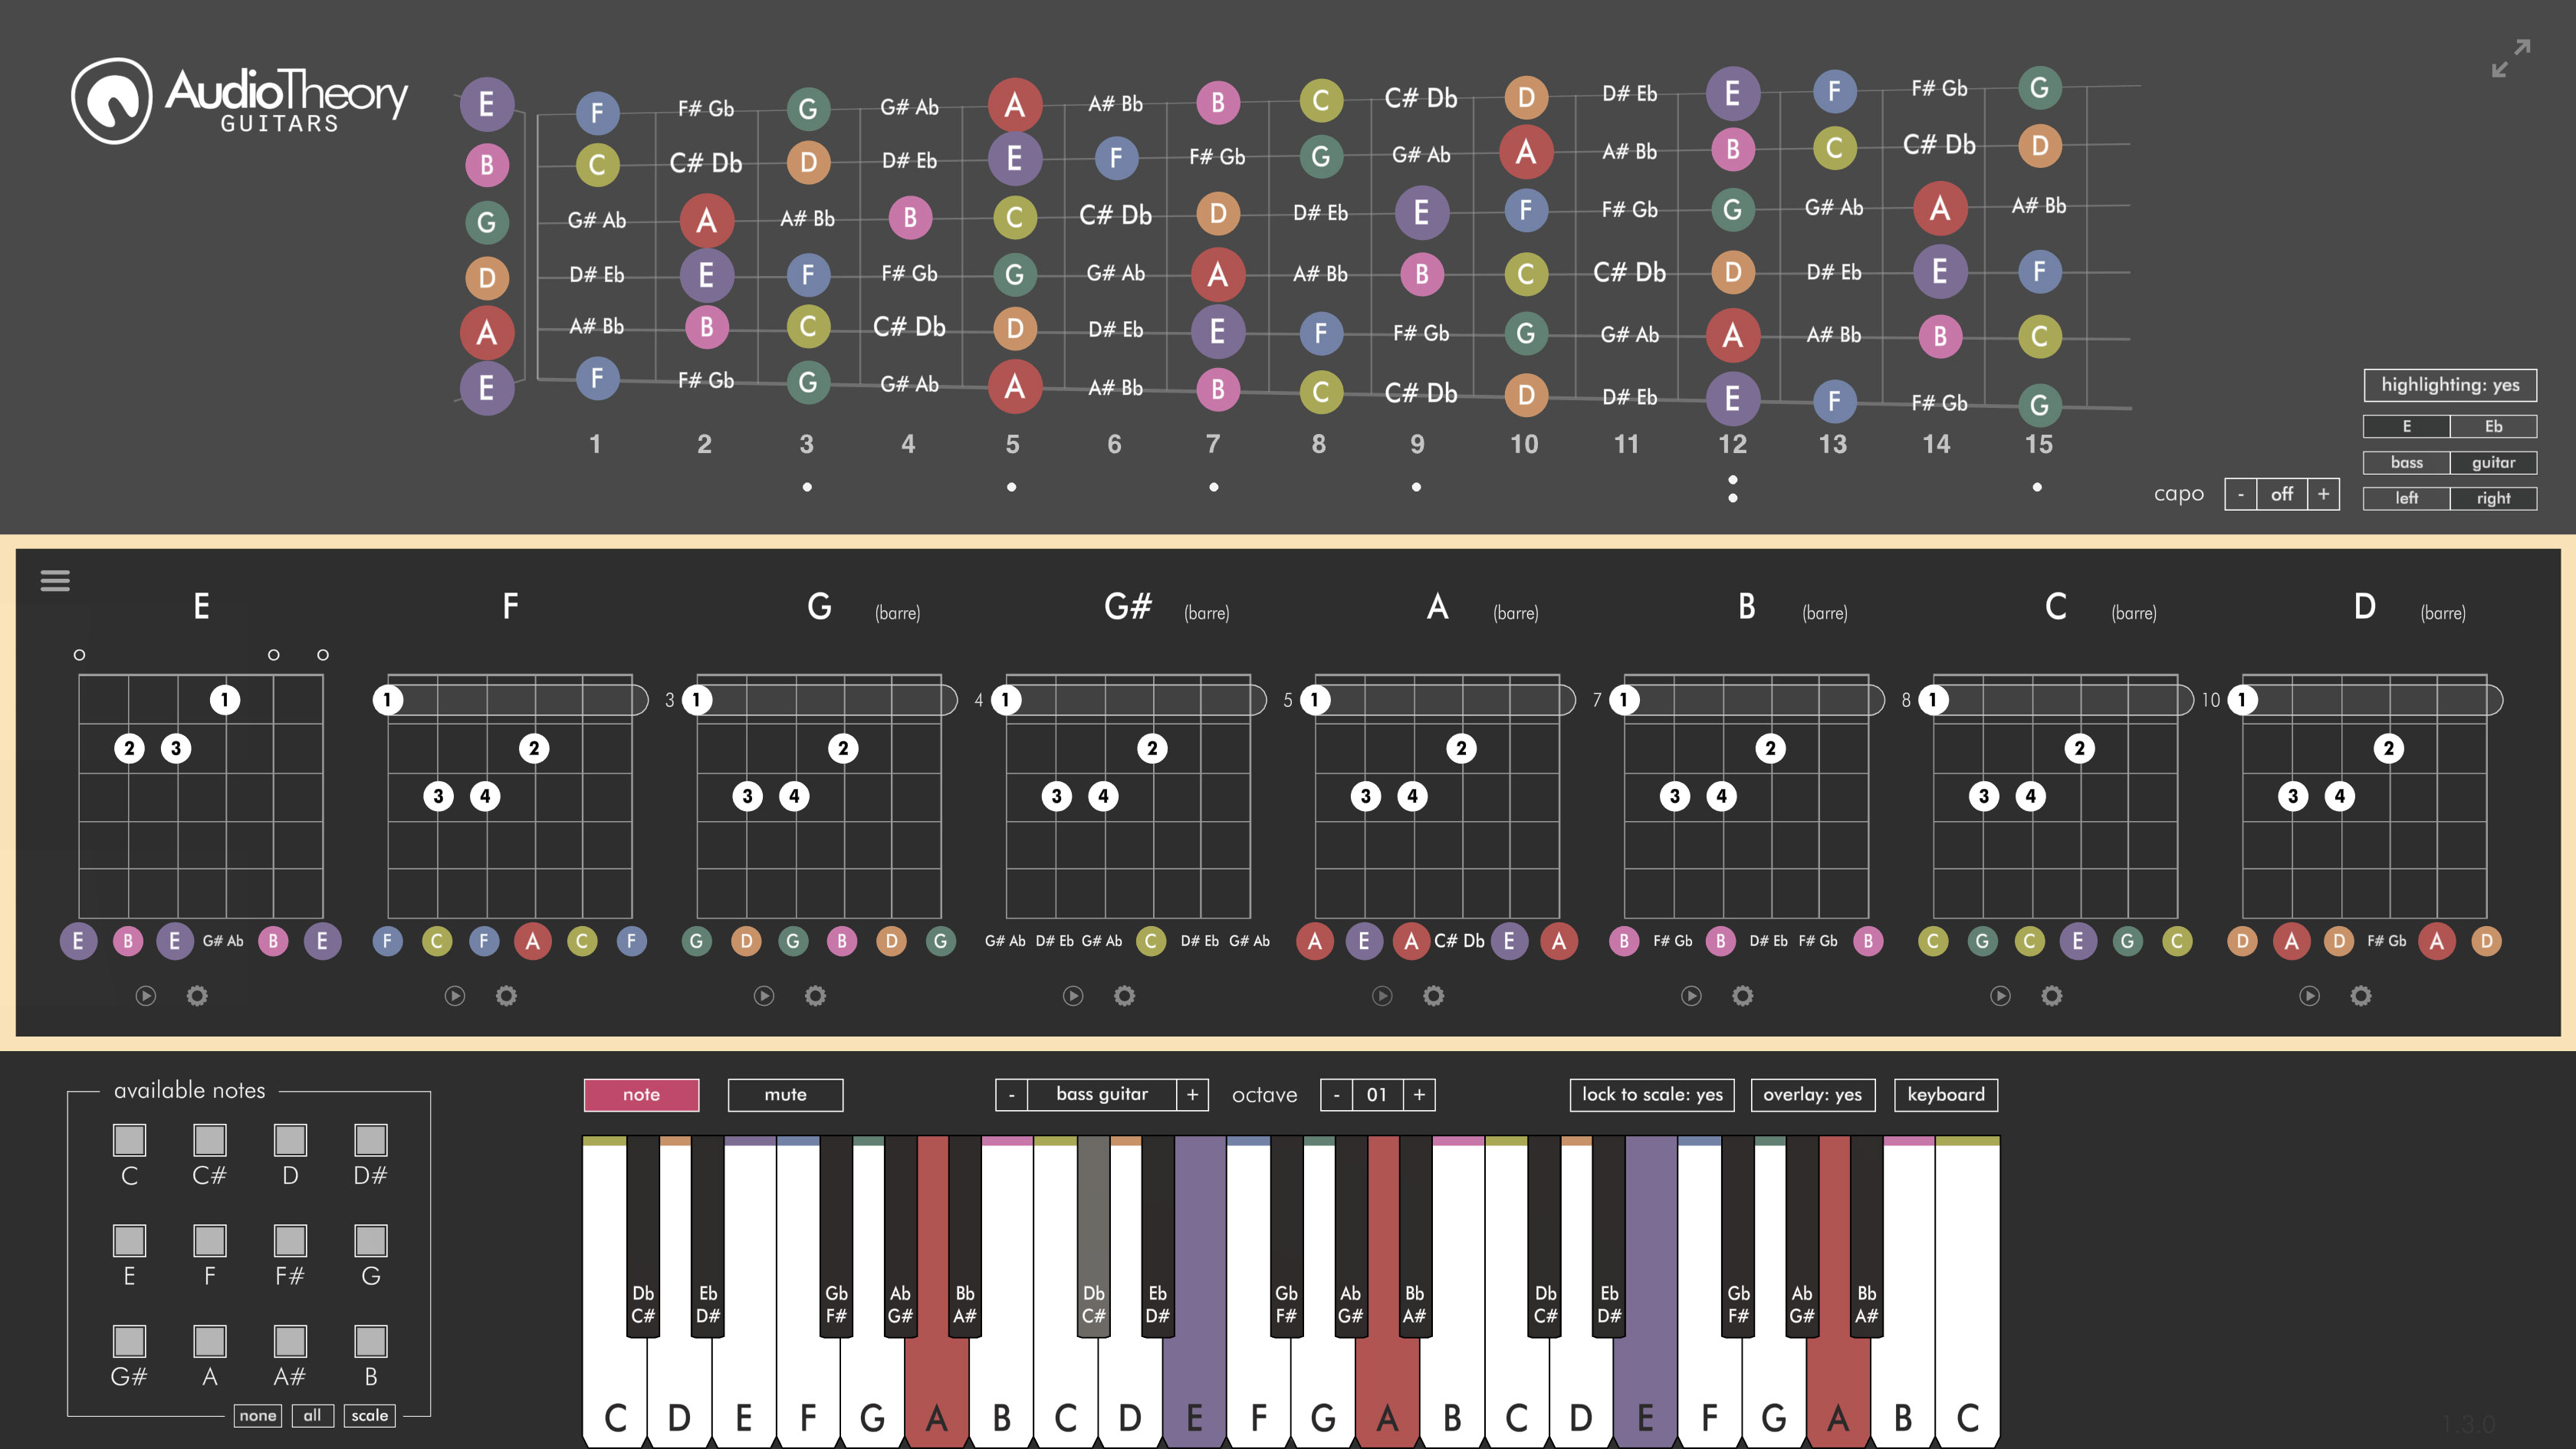 AudioTheory
GUITARS
E F F# Gb G G# Ab A A# Bb B C C# Db D D# Eb E F F# Gb G
B C C# Db D D# Eb E F F# Gb G G# Ab A A# Bb B C C# Db D
G G# Ab A A# Bb B C C# Db D D# Eb E F F# Gb G G# Ab A A# Bb
D D# Eb E F F# Gb G G# Ab A A# Bb B C C# Db D D# Eb E F
A A# Bb B C C# Db D D# Eb E F F# Gb G G# Ab A A# Bb B C
E F F# Gb G G# Ab A A# Bb B C C# Db D D# Eb E F F# Gb G
1 2 3 4 5 6 7 8 9 10 11 12 13 14 15
highlighting: yes
E Eb
bass guitar
capo - off + left right
E F G (barre) G# (barre) A (barre) B (barre) C (barre) D (barre)
1 1 3 1 4 1 5 1 7 1 8 1 10 1
2 3 2 2 2 2 2 2 2
3 4 3 4 3 4 3 4 3 4 3 4 3 4
E B E G# Ab B E F C F A C F G D G B D G G# Ab D# Eb G# Ab C D# Eb G# Ab A E A C# Db E A B F# Gb B D# Eb F# Gb B C G C E G C D A D F# Gb A D
available notes
C C# D D#
E F F# G
G# A A# B
none all scale
note mute - bass guitar + octave - 01 + lock to scale: yes overlay: yes keyboard
Db Eb Gb Ab Bb Db Eb Gb Ab Bb Db Eb Gb Ab Bb
C# D# F# G# A# C# D# F# G# A# C# D# F# G# A#
C D E F G A B C D E F G A B C D E F G A B C
1.3.0